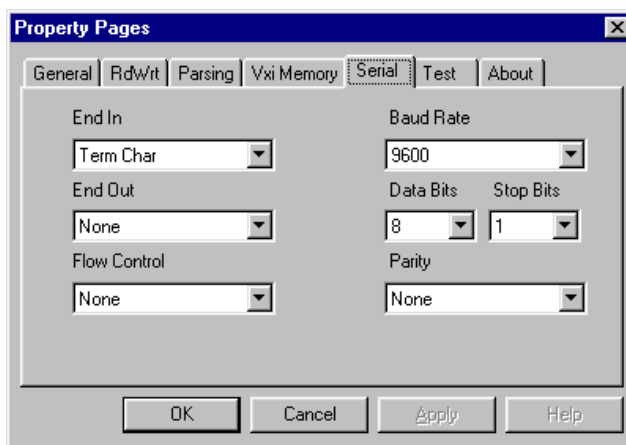 Property Pages
General RdWrt Parsing Vxi Memory Serial Test About
End In
Baud Rate
Term Char
9600
End Out
Data Bits Stop Bits
None
8 1
Flow Control
Parity
None
None
OK Cancel Apply Help